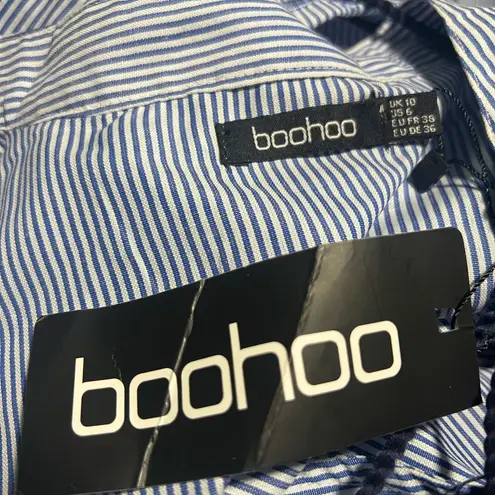 boohoo
UK 10
US 6
EU FR 38
EU DE 36
boohoo